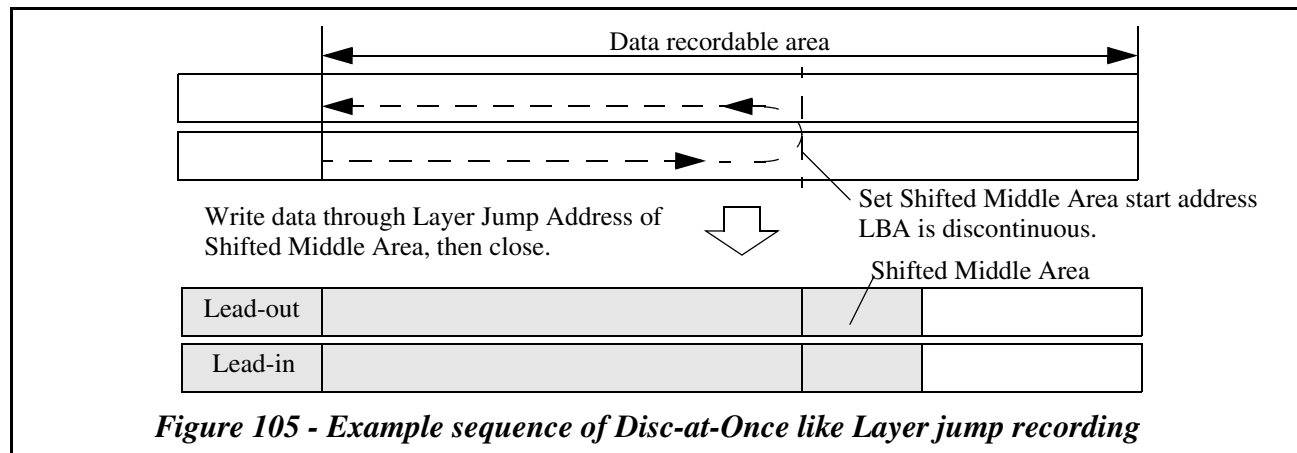 Data recordable area
Set Shifted Middle Area start address
LBA is discontinuous.
Write data through Layer Jump Address of
Shifted Middle Area, then close.
Shifted Middle Area
Lead-out
Lead-in
Figure 105 - Example sequence of Disc-at-Once like Layer jump recording